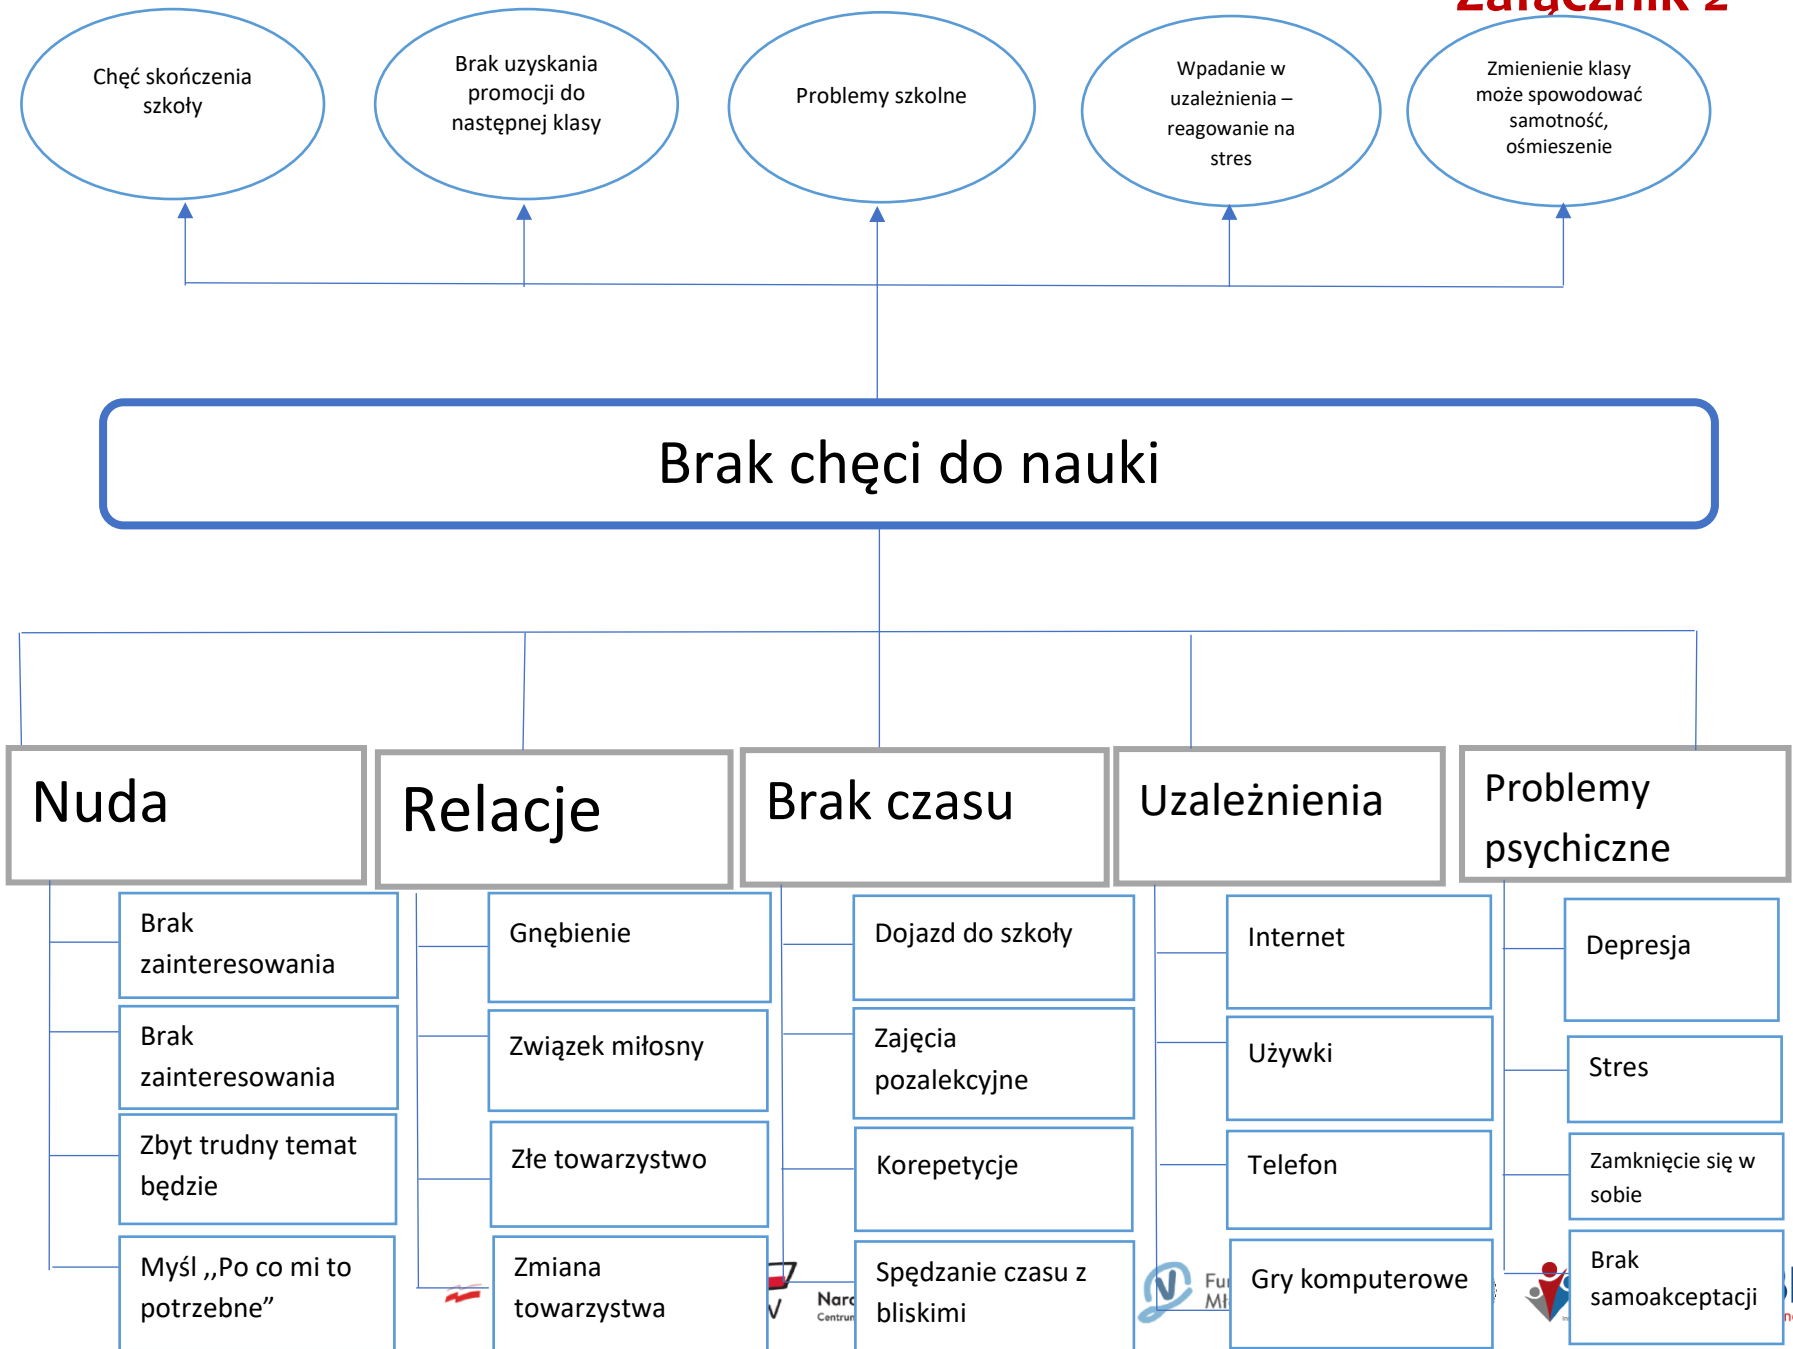 Załącznik 2
Chęć skończenia
szkoły
Brak uzyskania
promocji do
następnej klasy
Problemy szkolne
Wpadanie w
uzależnienia –
reagowanie na
stres
Zmienienie klasy
może spowodować
samotność,
ośmieszenie
Brak chęci do nauki
Nuda
Relacje
Brak czasu
Uzależnienia
Problemy
psychiczne
Brak
zainteresowania
Brak
zainteresowania
Zbyt trudny temat
będzie
Myśl ,,Po co mi to
potrzebne”
Gnębienie
Związek miłosny
Złe towarzystwo
Zmiana
towarzystwa
Dojazd do szkoły
Zajęcia
pozalekcyjne
Korepetycje
Spędzanie czasu z
bliskimi
Internet
Używki
Telefon
Gry komputerowe
Depresja
Stres
Zamknięcie się w
sobie
Brak
samoakceptacji